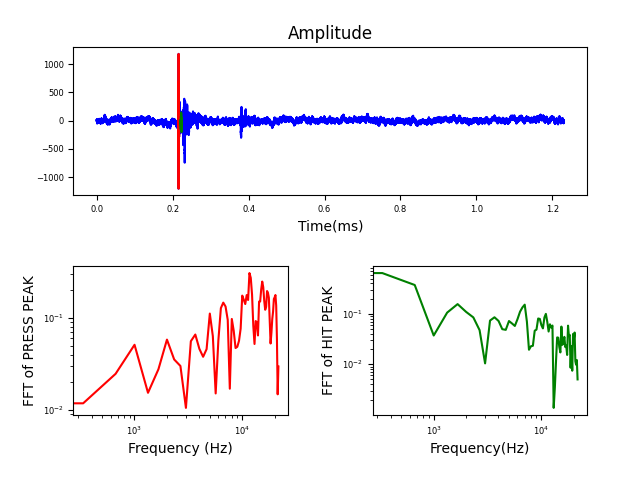 Amplitude
1000
500
0
−500
−1000
0.0 0.2 0.4 0.6 0.8 1.0 1.2
Time(ms)
FFT of PRESS PEAK
10⁻¹
10⁻²
10³ 10⁴
Frequency (Hz)
FFT of HIT PEAK
10⁻¹
10⁻²
10³ 10⁴
Frequency(Hz)